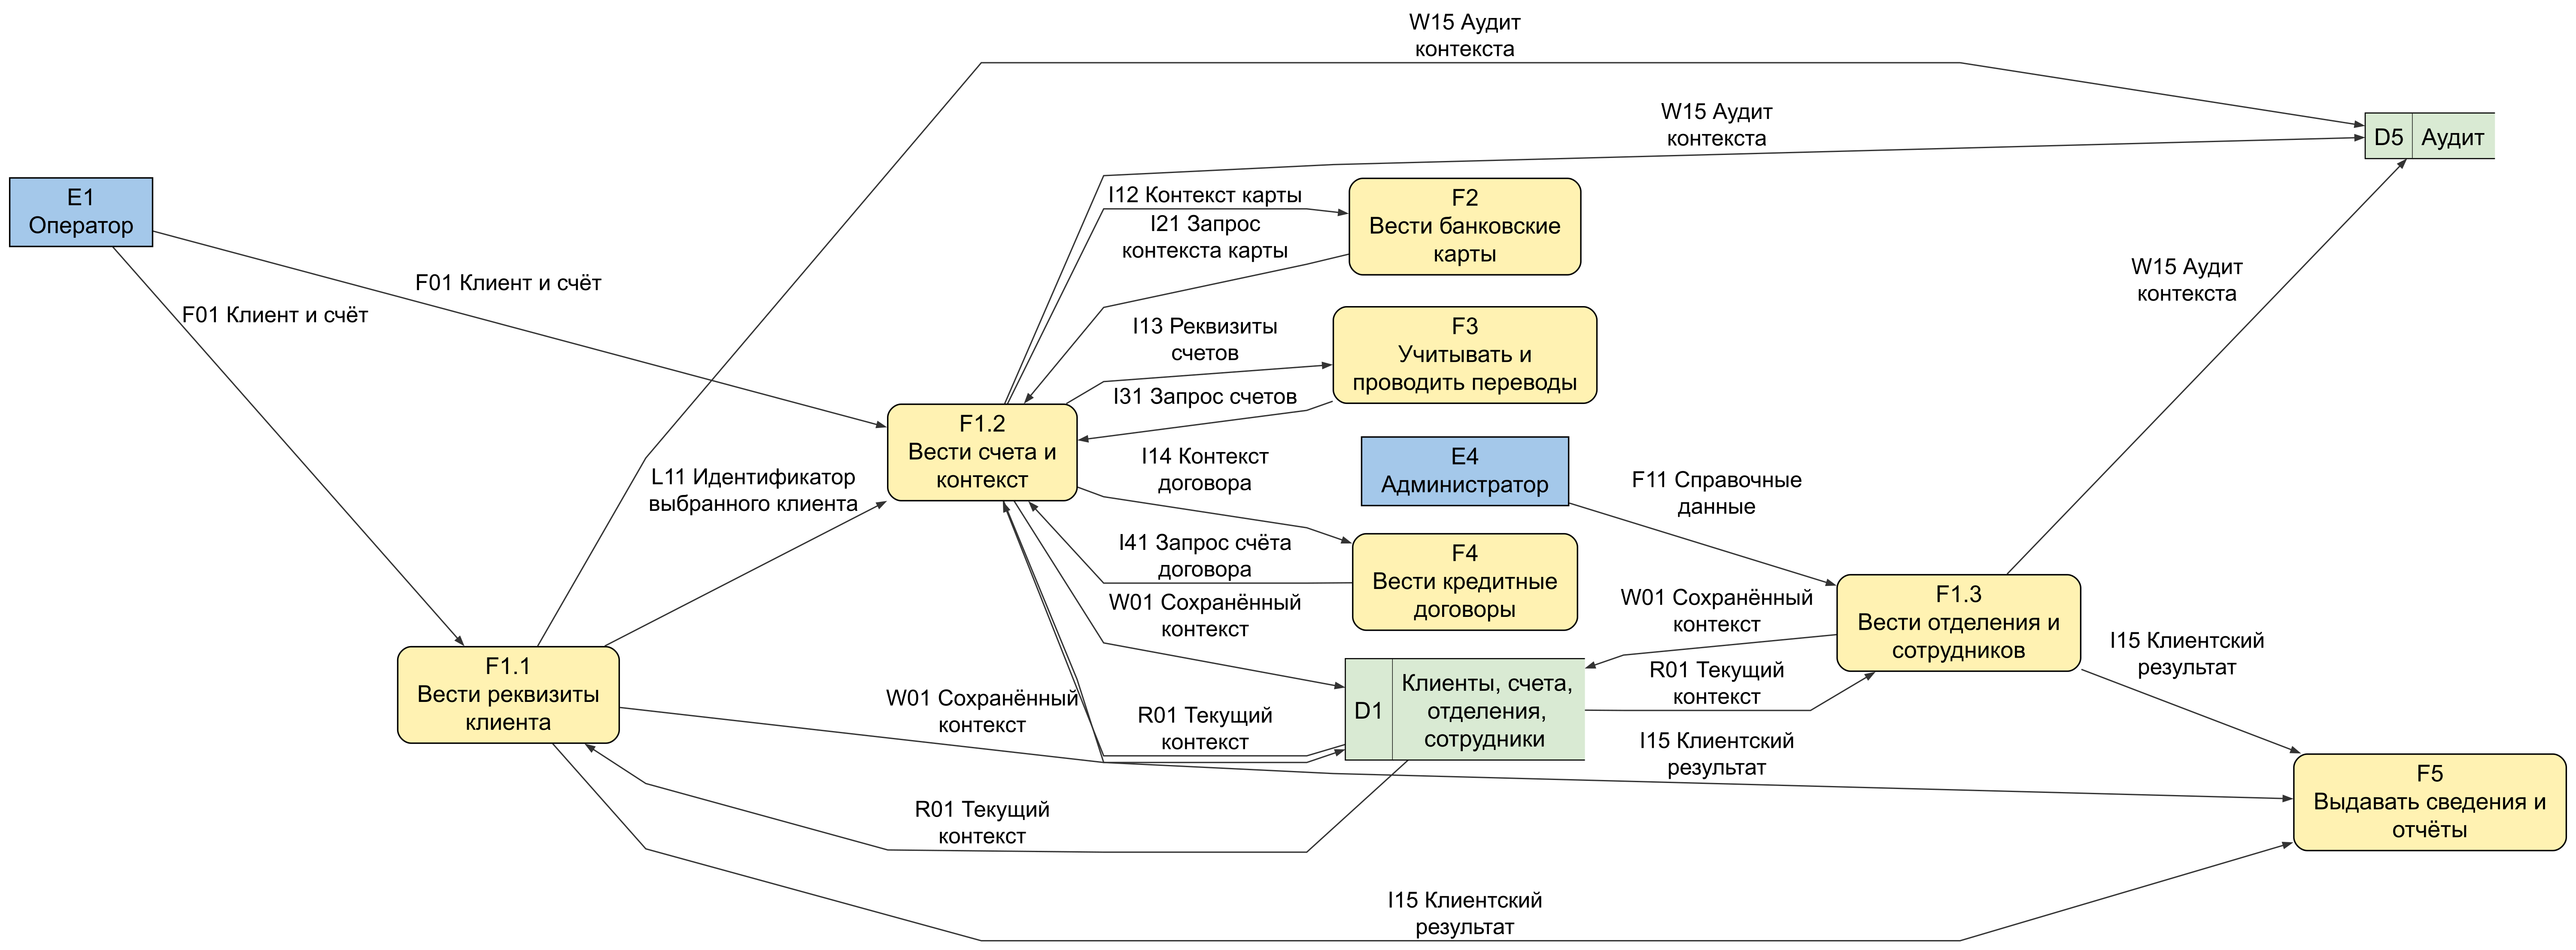 W15 Аудит
контекста
W15 Аудит
контекста
D5
Аудит
E1
Оператор
I12 Контекст карты
I21 Запрос
контекста карты
F2
Вести банковские
карты
F01 Клиент и счёт
F01 Клиент и счёт
W15 Аудит
контекста
I13 Реквизиты
счетов
I31 Запрос счетов
F3
Учитывать и
проводить переводы
F1.2
Вести счета и
контекст
L11 Идентификатор
выбранного клиента
I14 Контекст
договора
E4
Администратор
F11 Справочные
данные
I41 Запрос счёта
договора
F4
Вести кредитные
договоры
W01 Сохранённый
контекст
W01 Сохранённый
контекст
F1.3
Вести отделения и
сотрудников
R01 Текущий
контекст
I15 Клиентский
результат
F1.1
Вести реквизиты
клиента
W01 Сохранённый
контекст
R01 Текущий
контекст
D1
Клиенты, счета,
отделения,
сотрудники
I15 Клиентский
результат
F5
Выдавать сведения и
отчёты
R01 Текущий
контекст
I15 Клиентский
результат